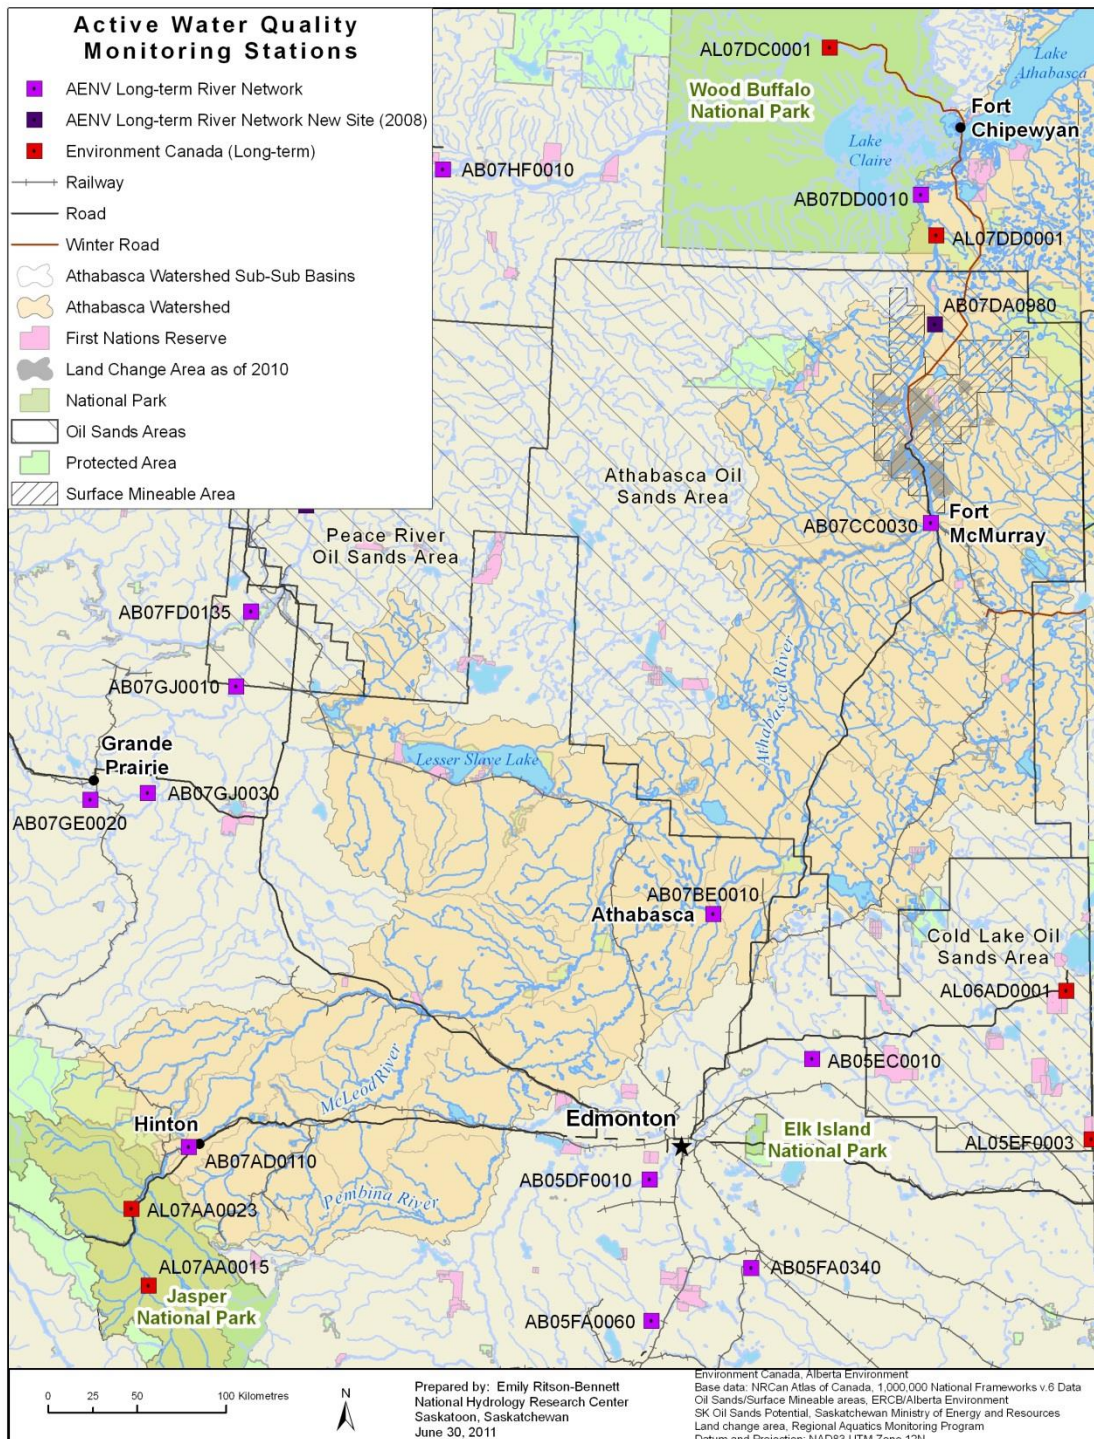 Active Water Quality
Monitoring Stations
AENV Long-term River Network
AENV Long-term River Network New Site (2008)
Environment Canada (Long-term)
Railway
Road
Winter Road
Athabasca Watershed Sub-Sub Basins
Athabasca Watershed
First Nations Reserve
Land Change Area as of 2010
National Park
Oil Sands Areas
Protected Area
Surface Mineable Area
AL07DC0001
Lake
Athabasca
Wood Buffalo
National Park
Fort
Chipewyan
Lake
Claire
AB07HF0010
AB07DD0010
AL07DD0001
AB07DA0980
Athabasca Oil
Sands Area
AB07CC0030
Fort
McMurray
Peace River
Oil Sands Area
AB07FD0135
AB07GJ0010
Athabasca River
Grande
Prairie
Lesser Slave Lake
AB07GJ0030
AB07GE0020
AB07BE0010
Athabasca
Cold Lake Oil
Sands Area
AL06AD0001
AB05EC0010
McLeod River
Hinton
Edmonton
Elk Island
National Park
AL05EF0003
AB07AD0110
AB05DF0010
Pembina River
AL07AA0023
AL07AA0015
AB05FA0340
Jasper
National Park
AB05FA0060
0 25 50 100 Kilometres
N
Prepared by: Emily Ritson-Bennett
National Hydrology Research Center
Saskatoon, Saskatchewan
June 30, 2011
Environment Canada, Alberta Environment
Base data: NRCan Atlas of Canada, 1,000,000 National Frameworks v.6 Data
Oil Sands/Surface Mineable areas, ERCB/Alberta Environment
SK Oil Sands Potential, Saskatchewan Ministry of Energy and Resources
Land change area, Regional Aquatics Monitoring Program
Datum and Projection: NAD83 UTM Zone 12N